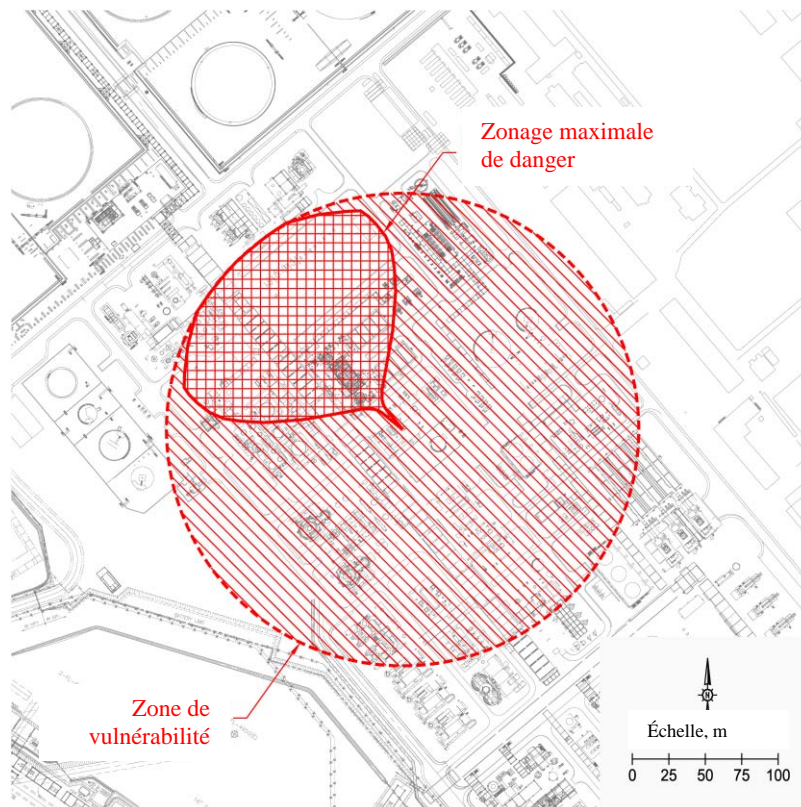 Zonage maximale
de danger
Zone de
vulnérabilité
N
Échelle, m
0 25 50 75 100